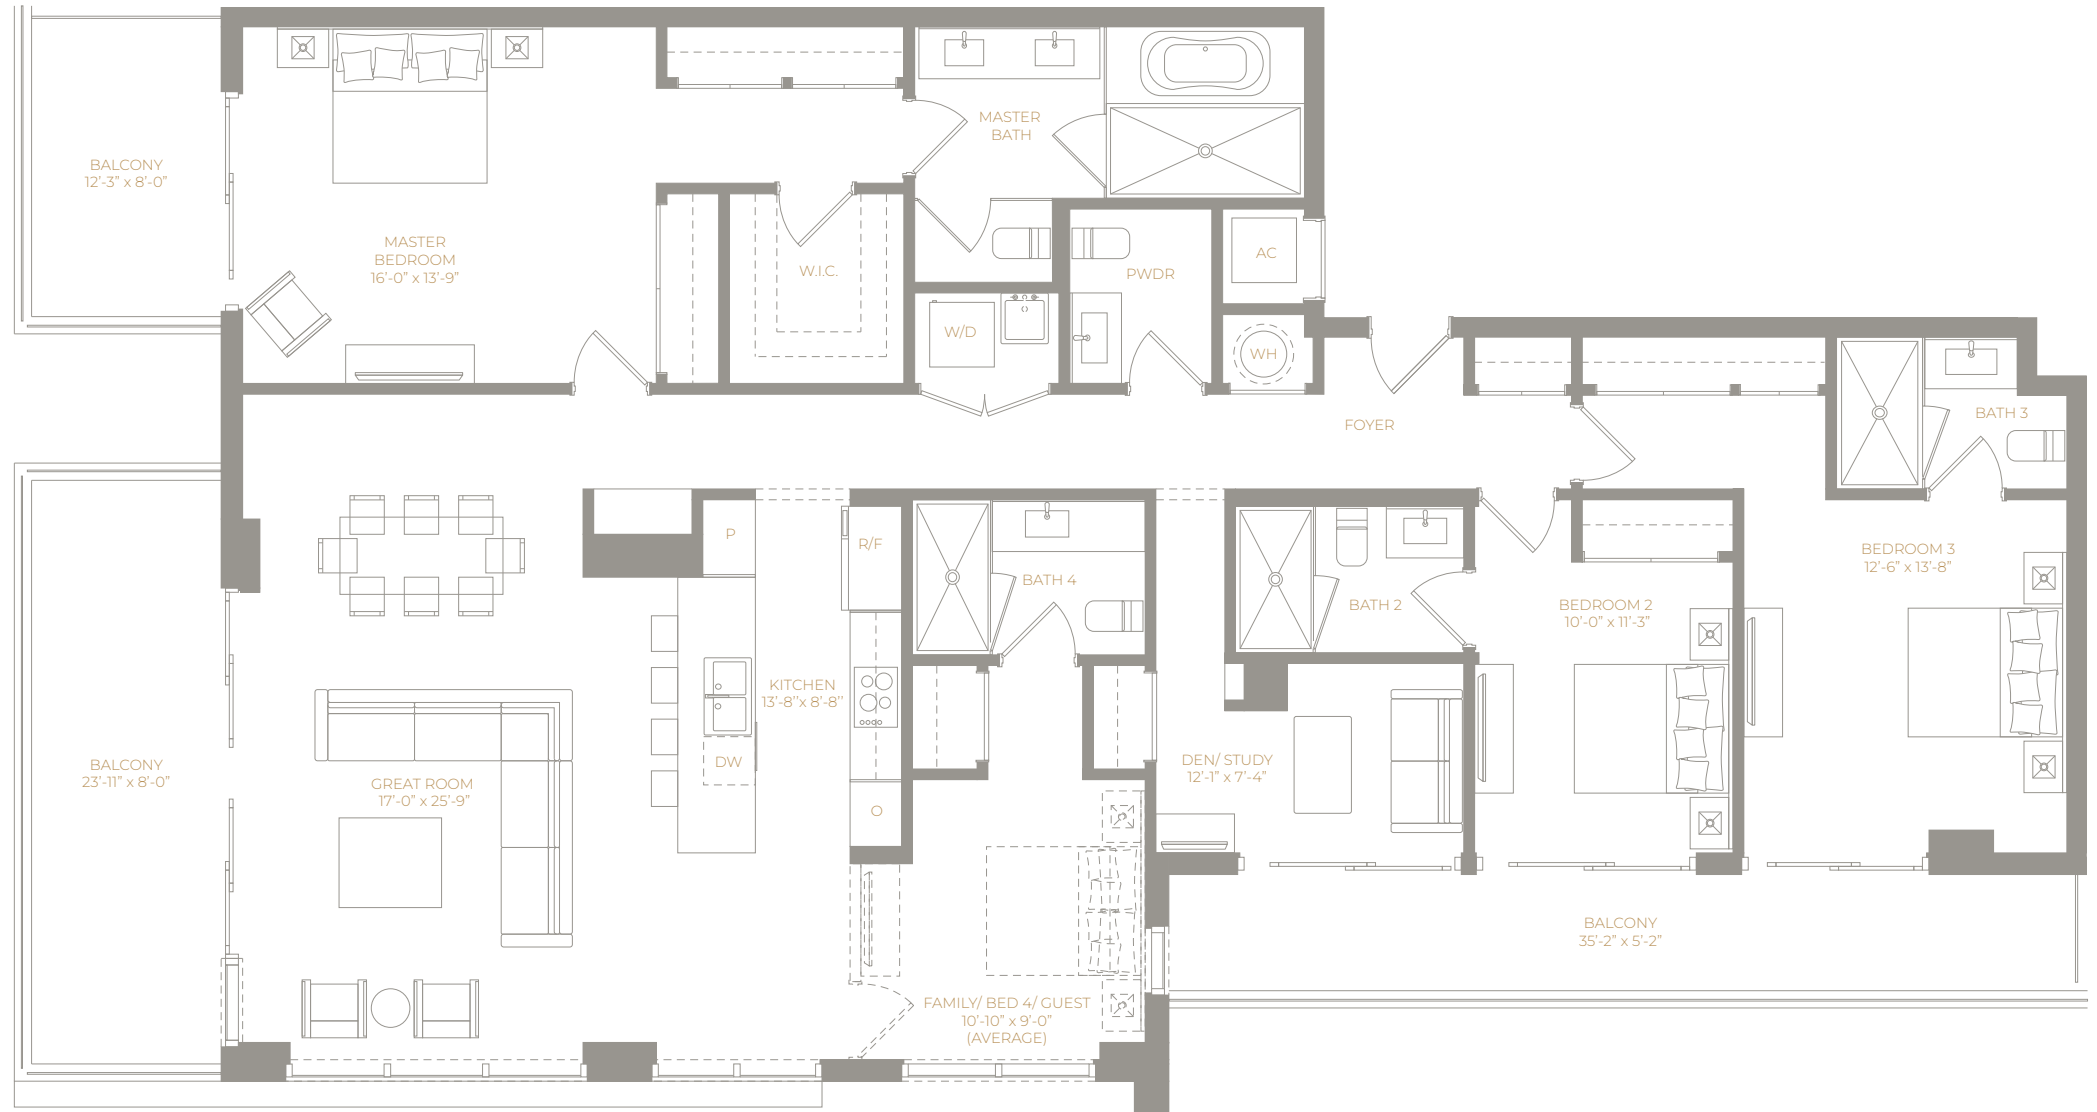 BALCONY
12'-3” x 8'-0”
MASTER
BEDROOM
16'-0” x 13'-9”
W.I.C.
MASTER
BATH
W/D
PWDR
AC
WH
FOYER
BATH 3
BALCONY
23'-11” x 8'-0”
GREAT ROOM
17'-0” x 25'-9”
P
R/F
KITCHEN
13'-8’’x 8'-8’’
DW
O
BATH 4
FAMILY/ BED 4/ GUEST
10'-10” x 9'-0”
(AVERAGE)
DEN/ STUDY
12'-1” x 7'-4”
BATH 2
BEDROOM 2
10'-0” x 11'-3”
BEDROOM 3
12'-6” x 13'-8”
BALCONY
35'-2” x 5'-2”